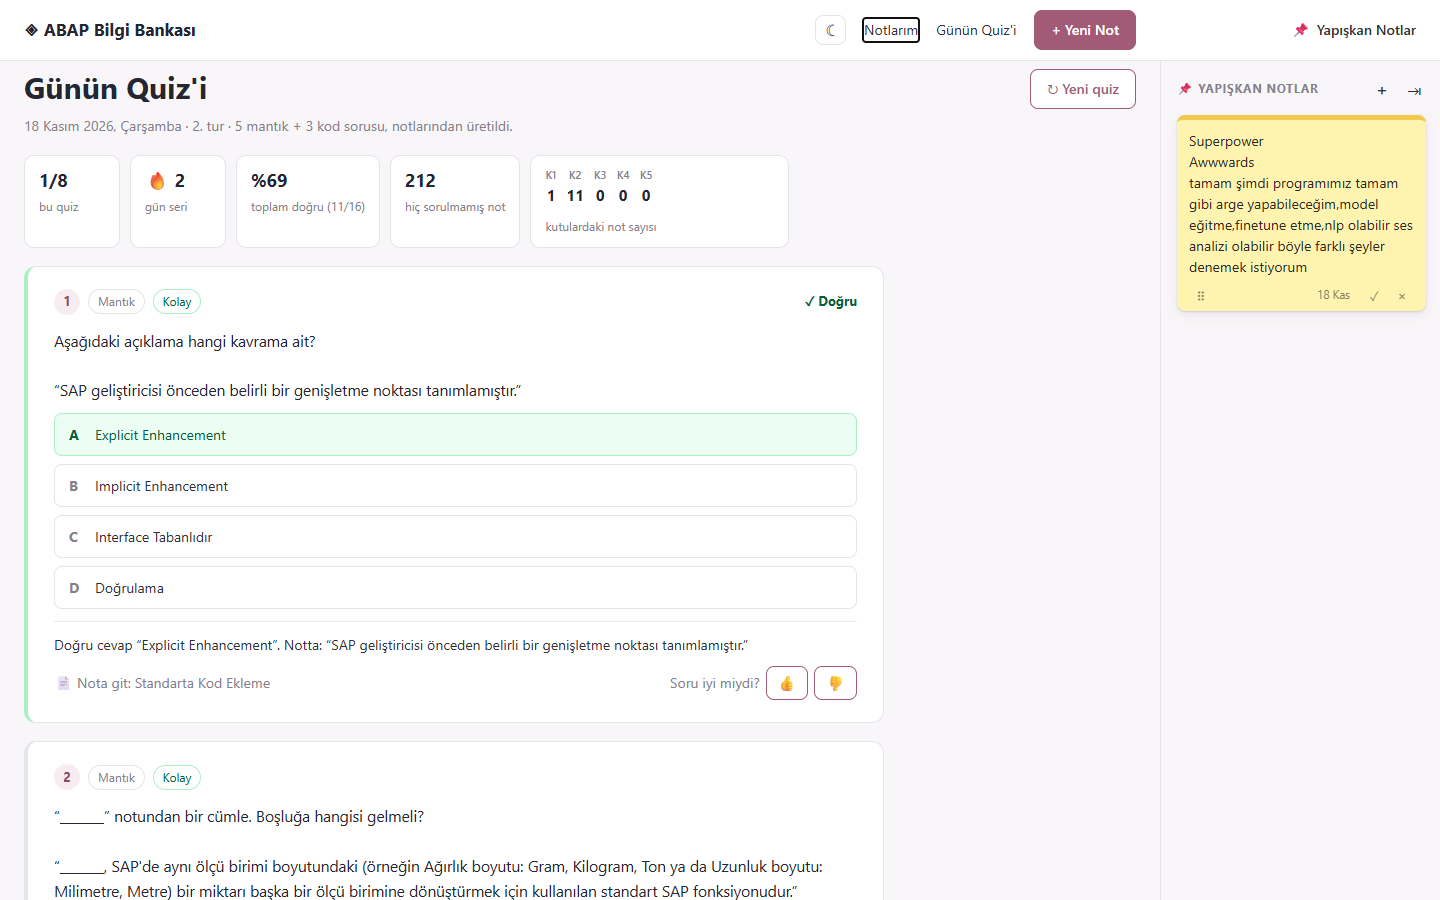 ◈ ABAP Bilgi Bankası
☾
Notlarım
Günün Quiz'i
+ Yeni Not
📌 Yapışkan Notlar
Günün Quiz'i
↻ Yeni quiz
18 Kasım 2026, Çarşamba · 2. tur · 5 mantık + 3 kod sorusu, notlarından üretildi.
1/8
bu quiz
🔥 2
gün seri
%69
toplam doğru (11/16)
212
hiç sorulmamış not
K1 K2 K3 K4 K5
1 11 0 0 0
kutulardaki not sayısı
1 Mantık Kolay
✓ Doğru
Aşağıdaki açıklama hangi kavrama ait?
“SAP geliştiricisi önceden belirli bir genişletme noktası tanımlamıştır.”
A Explicit Enhancement
B Implicit Enhancement
C Interface Tabanlıdır
D Doğrulama
Doğru cevap “Explicit Enhancement”. Notta: “SAP geliştiricisi önceden belirli bir genişletme noktası tanımlamıştır.”
📄 Nota git: Standarta Kod Ekleme
Soru iyi miydi? 👍 👎
2 Mantık Kolay
“______” notundan bir cümle. Boşluğa hangisi gelmeli?
“______, SAP'de aynı ölçü birimi boyutundaki (örneğin Ağırlık boyutu: Gram, Kilogram, Ton ya da Uzunluk boyutu:
Milimetre, Metre) bir miktarı başka bir ölçü birimine dönüştürmek için kullanılan standart SAP fonksiyonudur.”
📌 YAPIŞKAN NOTLAR
+ ⇥
Superpower
Awwwards
tamam şimdi programımız tamam
gibi arge yapabileceğim,model
eğitme,finetune etme,nlp olabilir ses
analizi olabilir böyle farklı şeyler
denemek istiyorum
⠿ 18 Kas ✓ ×